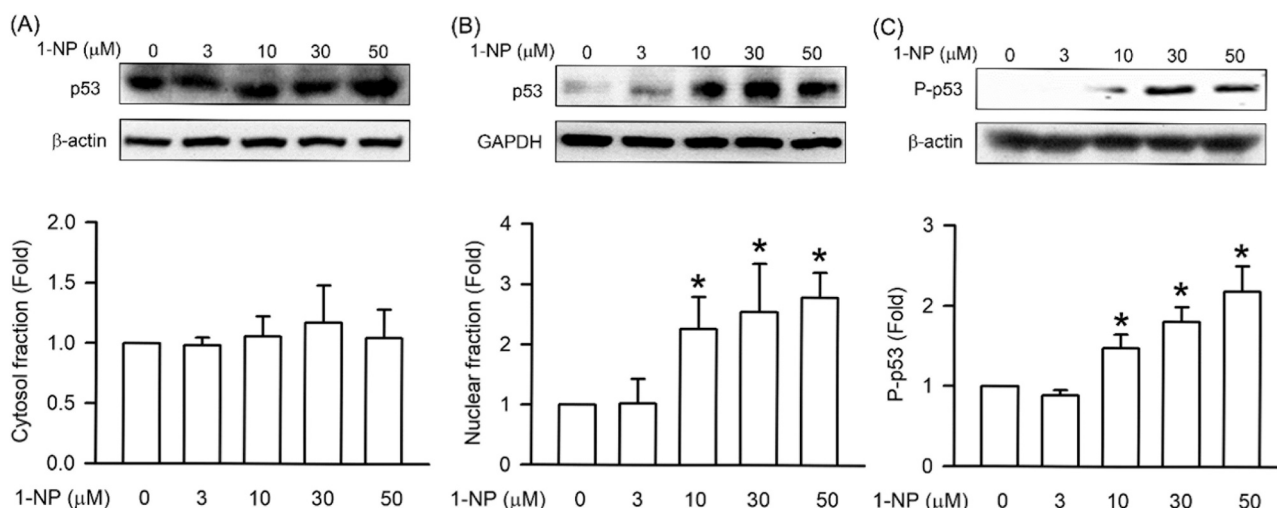 (A)
1-NP (μM) 0 3 10 30 50
p53
β-actin
Cytosol fraction (Fold)
2.0
1.5
1.0
0.5
0.0
1-NP (μM) 0 3 10 30 50
(B)
1-NP (μM) 0 3 10 30 50
p53
GAPDH
Nuclear fraction (Fold)
4
3
2
1
0
* * *
1-NP (μM) 0 3 10 30 50
(C)
1-NP (μM) 0 3 10 30 50
P-p53
β-actin
P-p53 (Fold)
3
2
1
0
* * *
1-NP (μM) 0 3 10 30 50